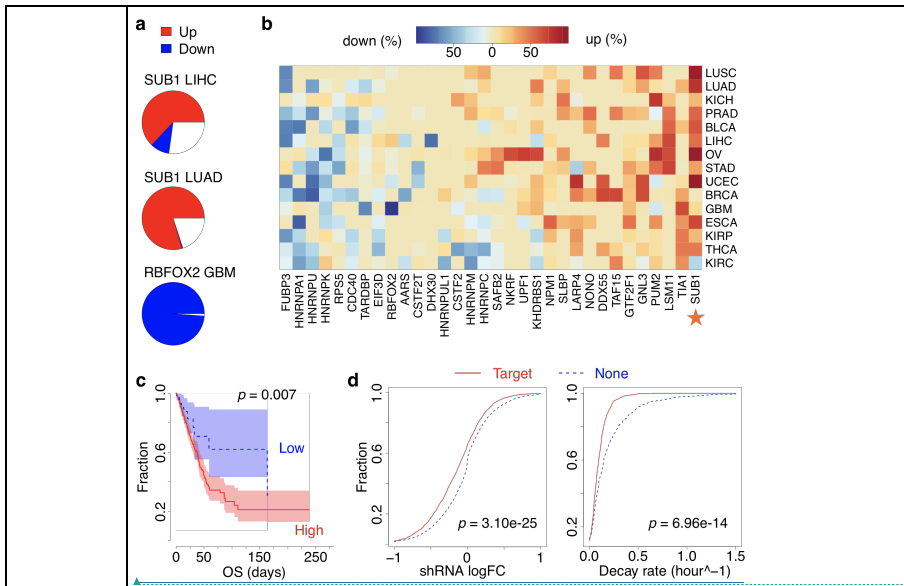 a
Up
Down
SUB1 LIHC
SUB1 LUAD
RBFOX2 GBM
b
down (%)
up (%)
50 0 50
LUSC
LUAD
KICH
PRAD
BLCA
LIHC
OV
STAD
UCEC
BRCA
GBM
ESCA
KIRP
THCA
KIRC
FUBP3
HNRNPA1
HNRNPU
HNRNPK
RPS5
CDC40
TARDBP
EIF3D
RBFOX2
AARS
CSTF2T
DHX30
HNRNPUL1
CSTF2
HNRNPM
HNRNPC
SAFB2
NKRF
UPF1
KHDRBS1
NPM1
SLBP
LARP4
NONO
DDX55
TAF15
GTF2F1
GNL3
PUM2
LSM11
TIA1
SUB1
c
p = 0.007
Low
High
Fraction
1.0
0.6
0.2
0 50 150 250
OS (days)
d
Target
None
Fraction
1.0
0.6
0.2
p = 3.10e-25
−1 0 1
shRNA logFC
1.0
0.6
0.2
p = 6.96e-14
0.0 0.5 1.0 1.5
Decay rate (hour^−1)